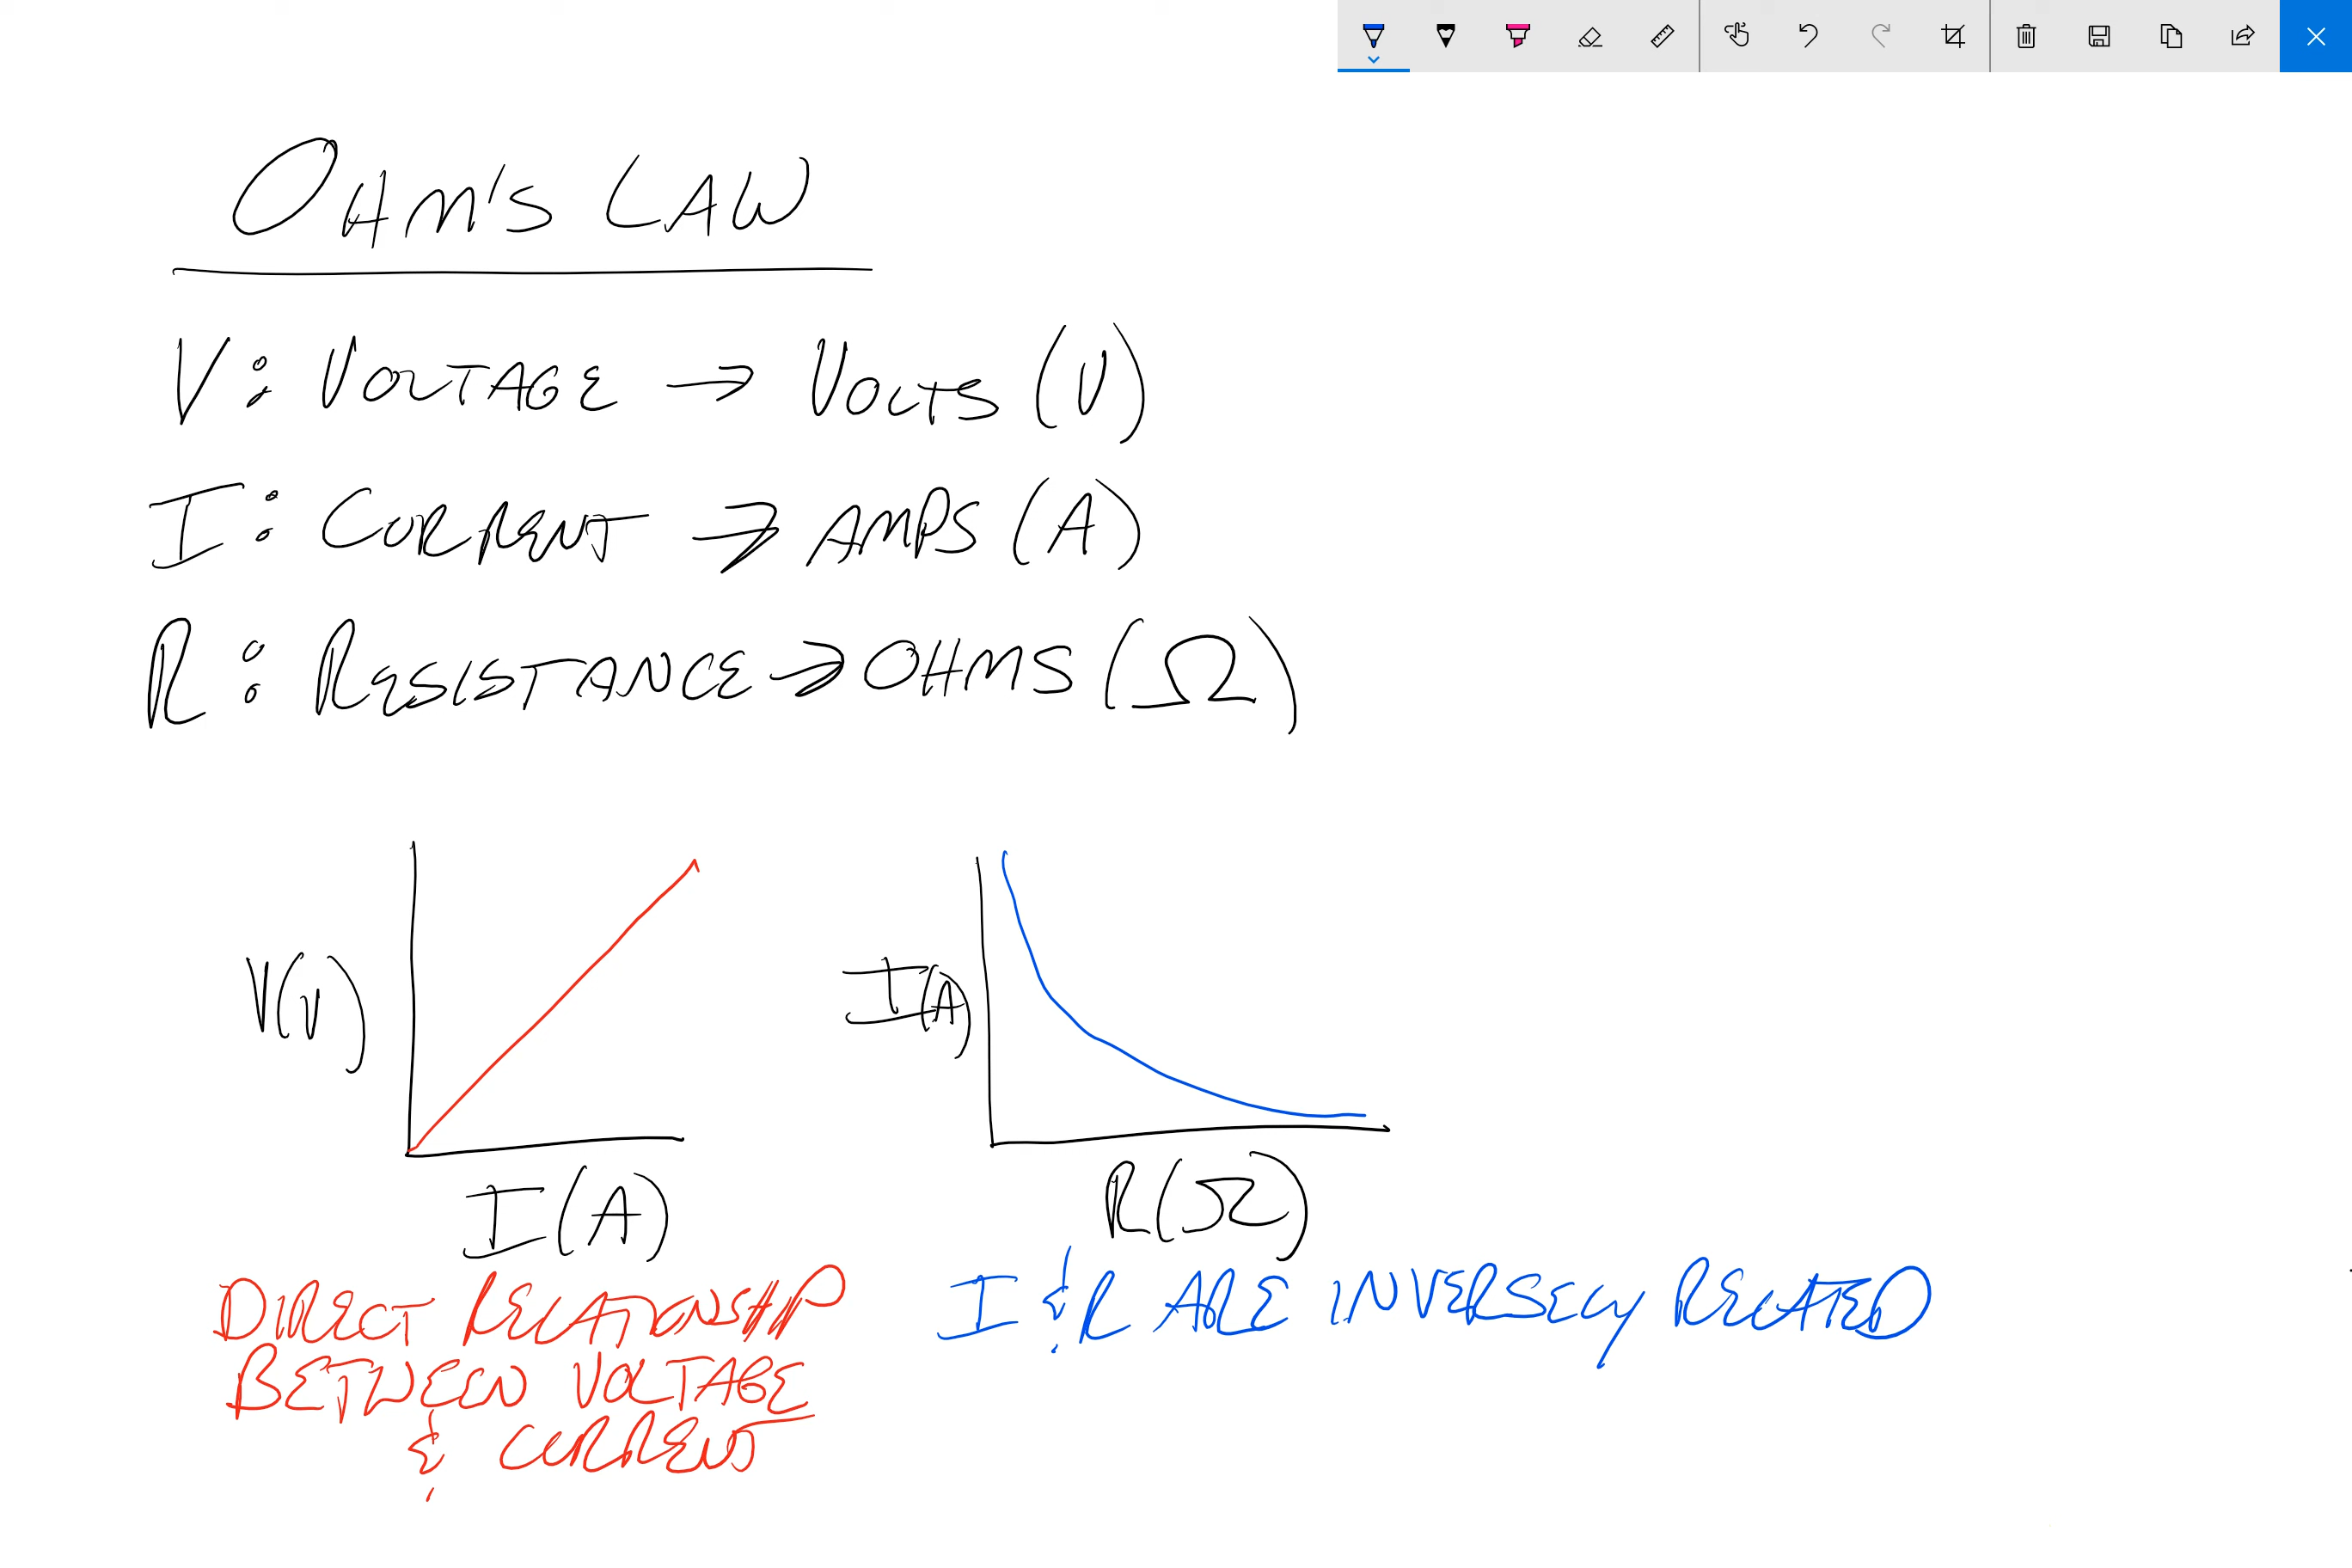 OHM'S LAW
V: VOLTAGE → VOLTS (V)
I: CURRENT → AMPS (A)
R: RESISTANCE → OHMS (Ω)
V(V)
I(A)
I(A)
R(Ω)
DIRECT RELATIONSHIP
BETWEEN VOLTAGE
& CURRENT
I & R ARE INVERSELY RELATED